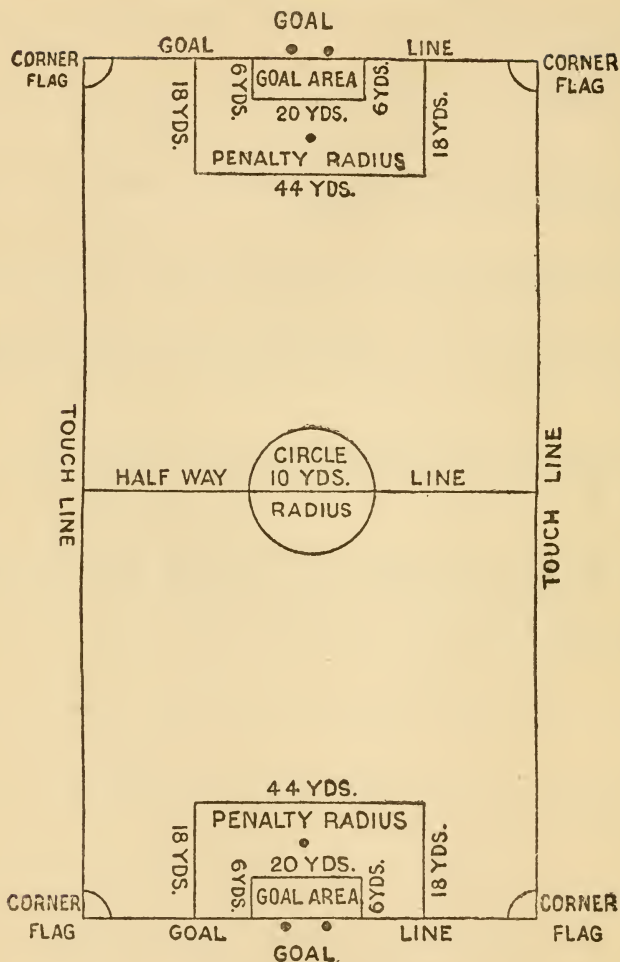 GOAL
GOAL LINE
CORNER FLAG
CORNER FLAG
18 YDS.
6 YDS.
GOAL AREA
6 YDS.
18 YDS.
20 YDS.
PENALTY RADIUS
44 YDS.
TOUCH LINE
TOUCH LINE
CIRCLE
HALF WAY 10 YDS. LINE
RADIUS
44 YDS.
PENALTY RADIUS
18 YDS.
20 YDS.
6 YDS.
GOAL AREA
6 YDS.
18 YDS.
CORNER FLAG
CORNER FLAG
GOAL LINE
GOAL.